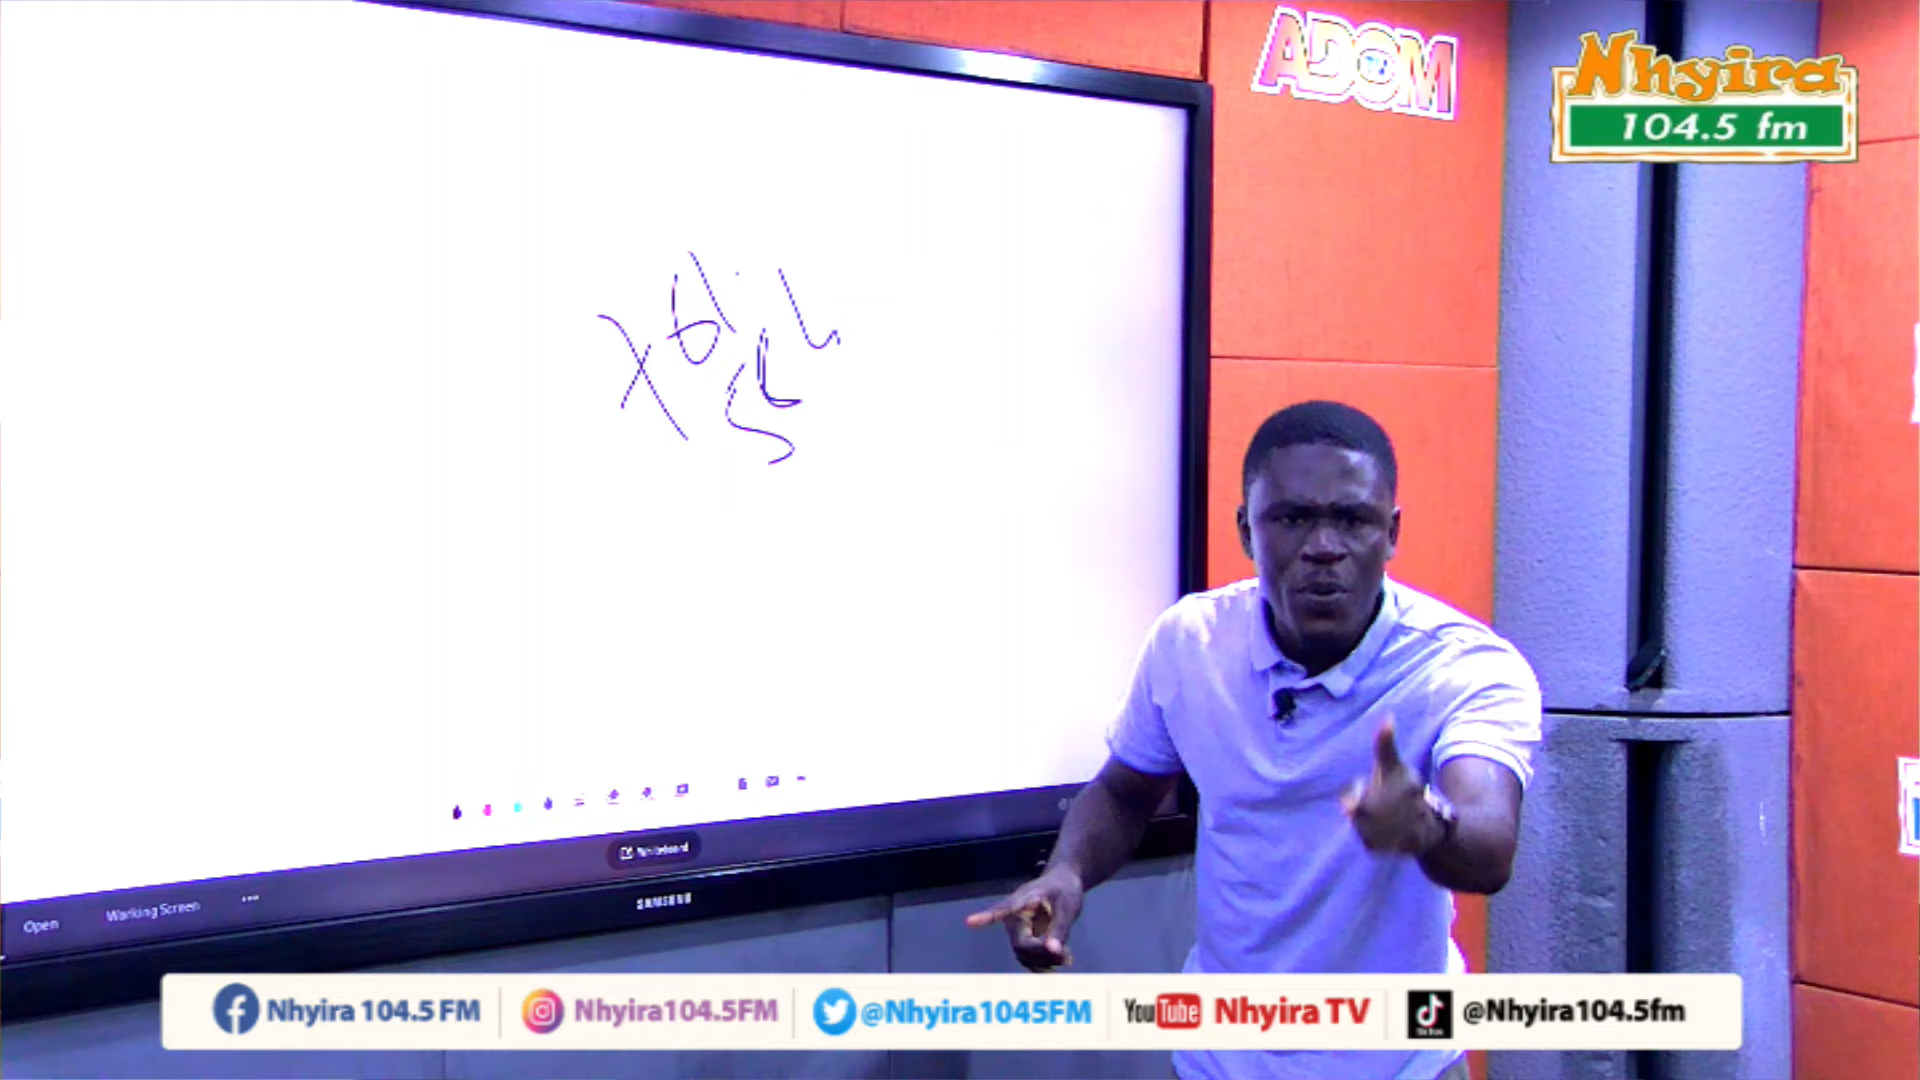 ADOM
Nhyira
104.5 fm
Whiteboard
SAMSUNG
Open
Working Screen
Nhyira 104.5 FM
Nhyira104.5FM
@Nhyira1045FM
YouTube Nhyira TV
@Nhyira104.5fm